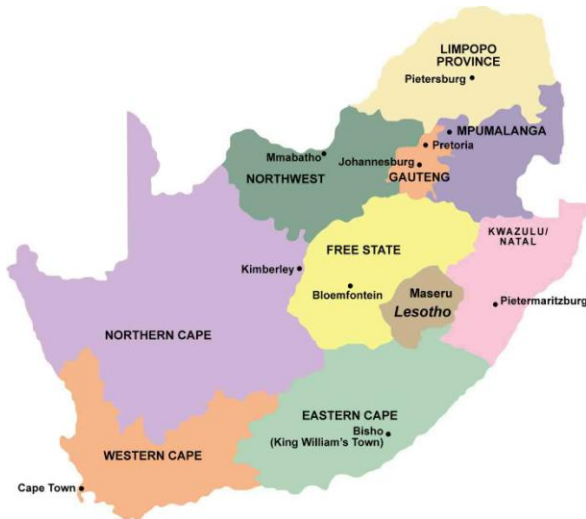 LIMPOPO
PROVINCE
Pietersburg
MPUMALANGA
Pretoria
Mmabatho
Johannesburg
NORTHWEST
GAUTENG
KWAZULU/
NATAL
FREE STATE
Kimberley
Bloemfontein
Maseru
Lesotho
Pietermaritzburg
NORTHERN CAPE
EASTERN CAPE
Bisho
(King William's Town)
WESTERN CAPE
Cape Town